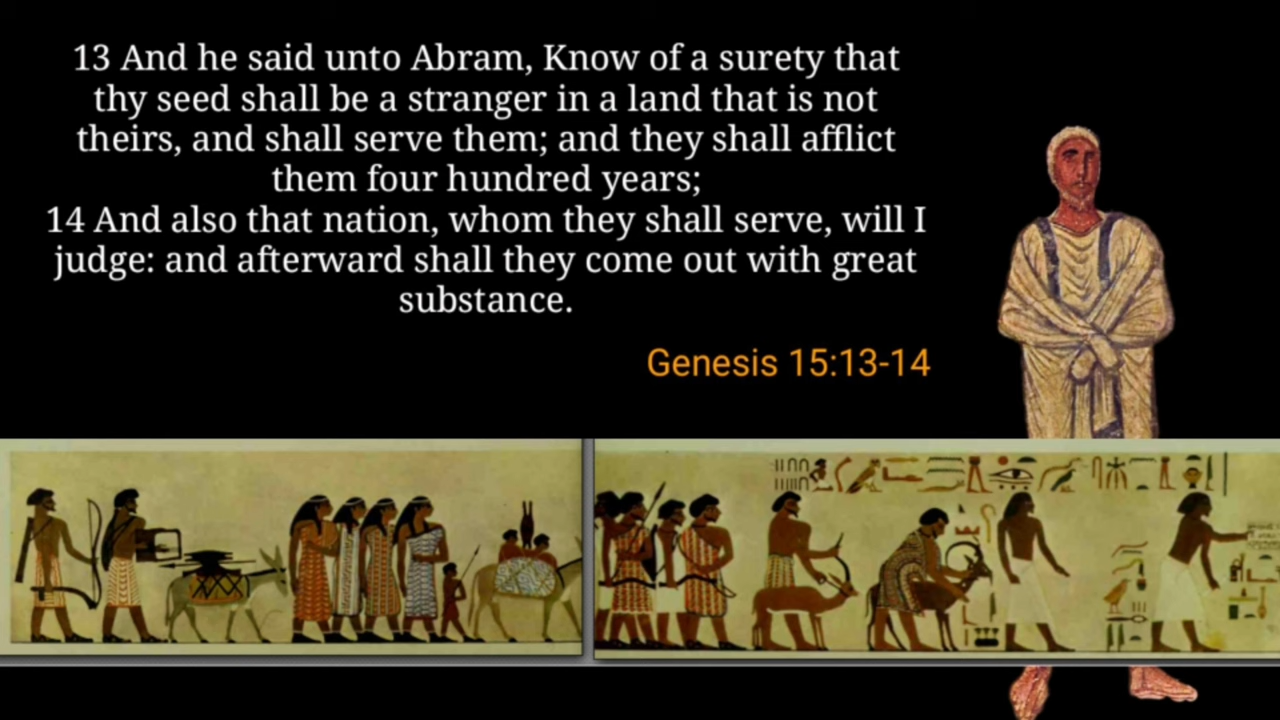 13 And he said unto Abram, Know of a surety that
thy seed shall be a stranger in a land that is not
theirs, and shall serve them; and they shall afflict
them four hundred years;
14 And also that nation, whom they shall serve, will I
judge: and afterward shall they come out with great
substance.
Genesis 15:13-14